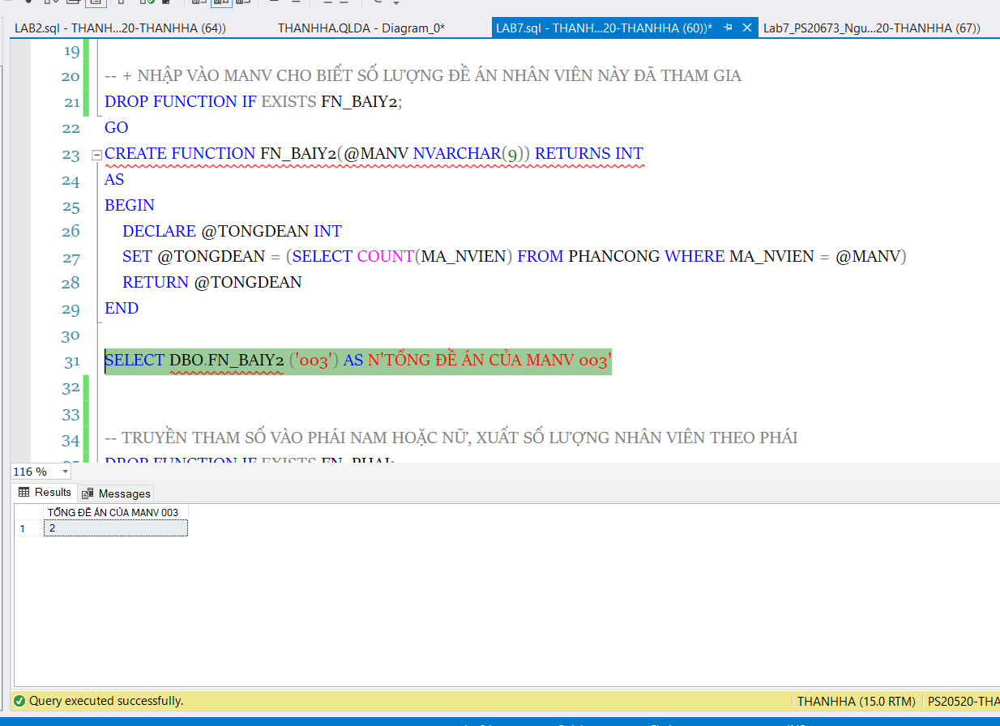 LAB2.sql - THANH...20-THANHHA (64))
THANHHA.QLDA - Diagram_0*
LAB7.sql - THANH...20-THANHHA (60))*
Lab7_PS20673_Ngu...20-THANHHA (67))
19
20 -- + NHẬP VÀO MANV CHO BIẾT SỐ LƯỢNG ĐỀ ÁN NHÂN VIÊN NÀY ĐÃ THAM GIA
21 DROP FUNCTION IF EXISTS FN_BAIY2;
22 GO
23 CREATE FUNCTION FN_BAIY2(@MANV NVARCHAR(9)) RETURNS INT
24 AS
25 BEGIN
26 DECLARE @TONGDEAN INT
27 SET @TONGDEAN = (SELECT COUNT(MA_NVIEN) FROM PHANCONG WHERE MA_NVIEN = @MANV)
28 RETURN @TONGDEAN
29 END
30
31 SELECT DBO.FN_BAIY2 ('003') AS N'TỔNG ĐỀ ÁN CỦA MANV 003'
32
33
34 -- TRUYỀN THAM SỐ VÀO PHÁI NAM HOẶC NỮ, XUẤT SỐ LƯỢNG NHÂN VIÊN THEO PHÁI
DROP FUNCTION IF EXISTS FN_PHAI;
116 %
Results Messages
TỔNG ĐỀ ÁN CỦA MANV 003
1 2
Query executed successfully.
THANHHA (15.0 RTM)
PS20520-THA